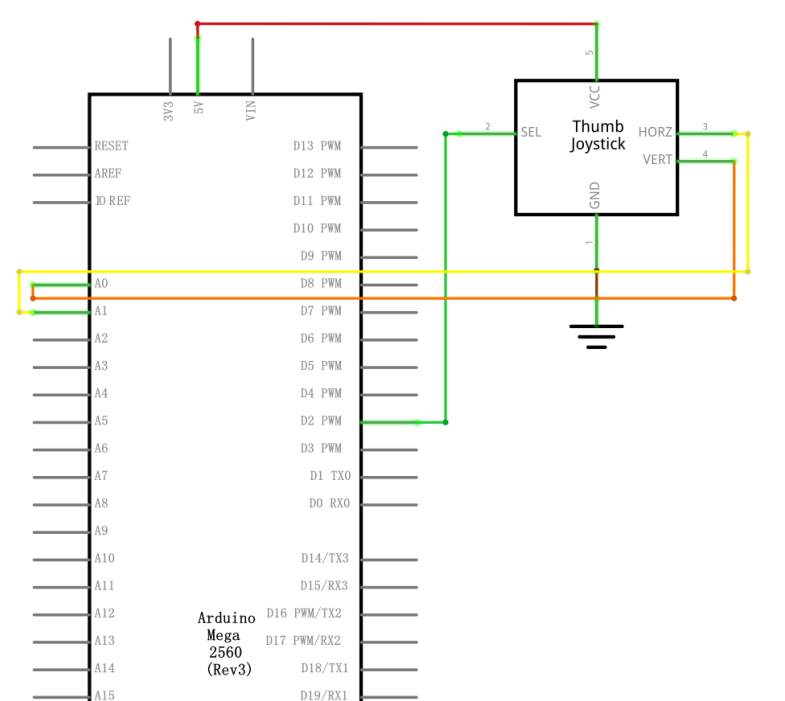 5
3V3
5V
VIN
VCC
Thumb
Joystick
SEL
2
HORZ
3
VERT
4
GND
1
RESET
D13 PWM
AREF
D12 PWM
IO REF
D11 PWM
D10 PWM
D9 PWM
A0
D8 PWM
A1
D7 PWM
A2
D6 PWM
A3
D5 PWM
A4
D4 PWM
A5
D2 PWM
A6
D3 PWM
A7
D1 TX0
A8
D0 RX0
A9
A10
D14/TX3
A11
D15/RX3
A12
D16 PWM/TX2
A13
D17 PWM/RX2
A14
D18/TX1
A15
D19/RX1
Arduino
Mega
2560
(Rev3)